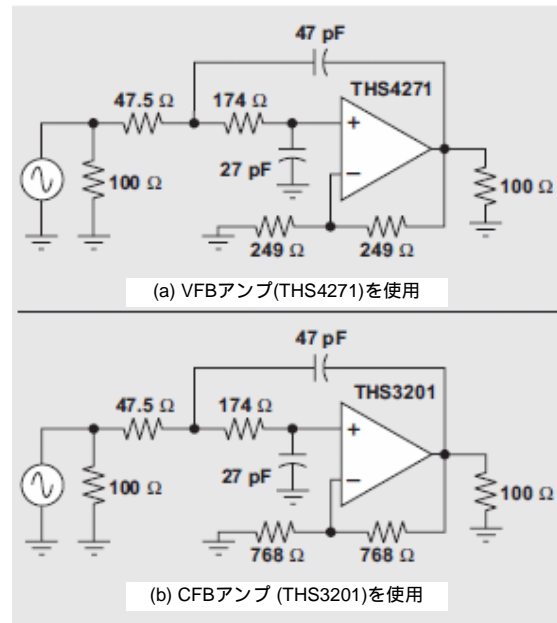 47 pF
THS4271
47.5 Ω
174 Ω
+
100 Ω
27 pF
−
100 Ω
249 Ω
249 Ω
(a) VFBアンプ(THS4271)を使用
47 pF
THS3201
47.5 Ω
174 Ω
+
100 Ω
27 pF
−
100 Ω
768 Ω
768 Ω
(b) CFBアンプ (THS3201)を使用